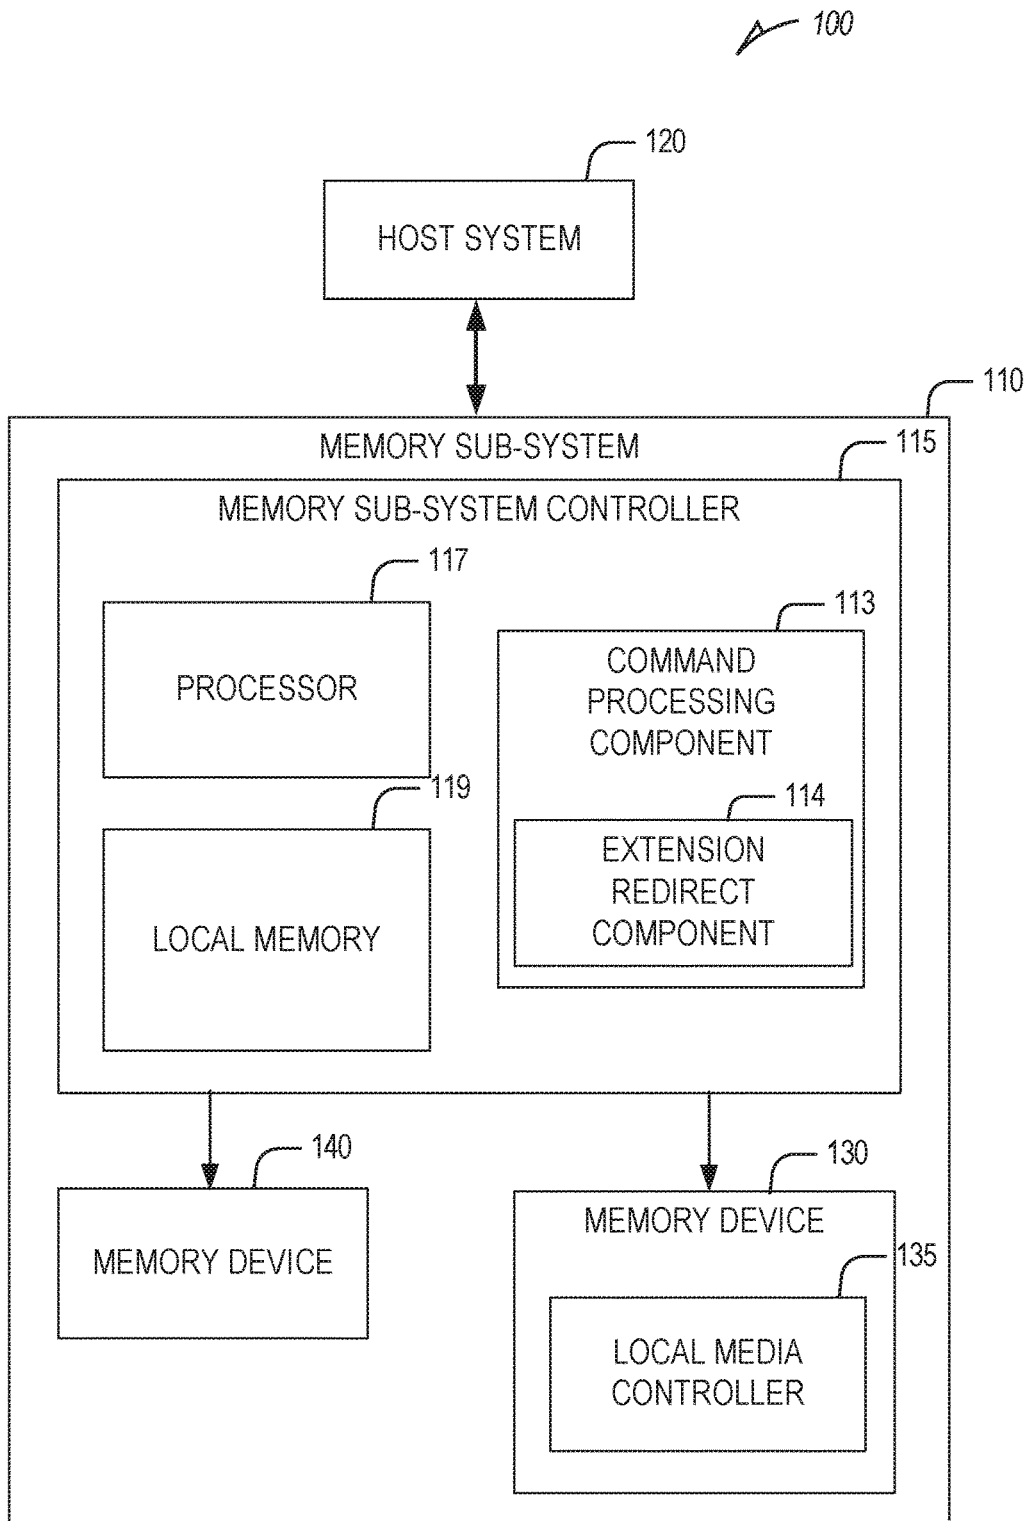 100
120
HOST SYSTEM
110
MEMORY SUB-SYSTEM
115
MEMORY SUB-SYSTEM CONTROLLER
117
PROCESSOR
113
COMMAND
PROCESSING
COMPONENT
119
LOCAL MEMORY
114
EXTENSION
REDIRECT
COMPONENT
140
MEMORY DEVICE
130
MEMORY DEVICE
135
LOCAL MEDIA
CONTROLLER